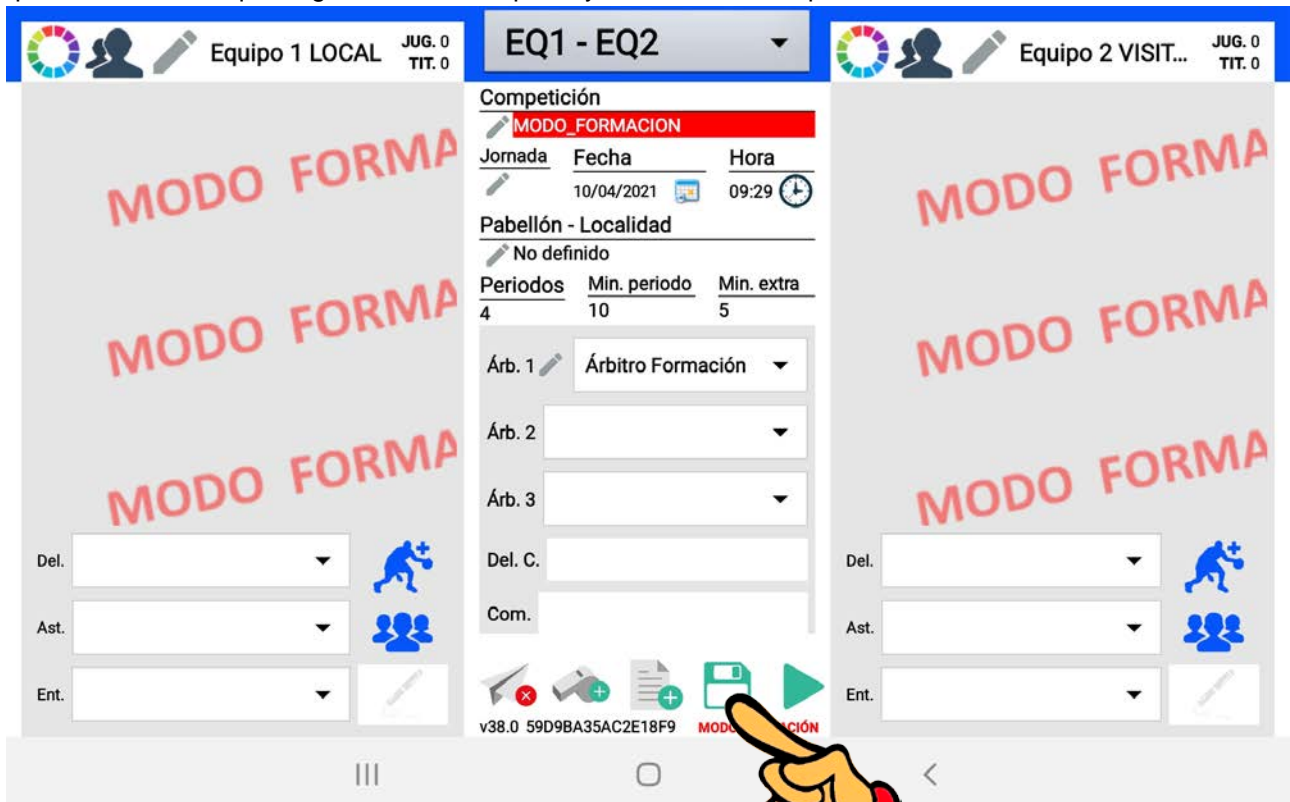 Equipo 1 LOCAL
JUG. 0
TIT. 0
EQ1 - EQ2
Equipo 2 VISIT...
JUG. 0
TIT. 0
MODO FORMA
MODO FORMA
MODO FORMA
Del.
Ast.
Ent.
Competición
MODO_FORMACION
Jornada Fecha Hora
10/04/2021 09:29
Pabellón - Localidad
No definido
Periodos Min. periodo Min. extra
4 10 5
Árb. 1 Árbitro Formación
Árb. 2
Árb. 3
Del. C.
Com.
v38.0 59D9BA35AC2E18F9
MODO
CIÓN
MODO FORMA
MODO FORMA
MODO FORMA
Del.
Ast.
Ent.